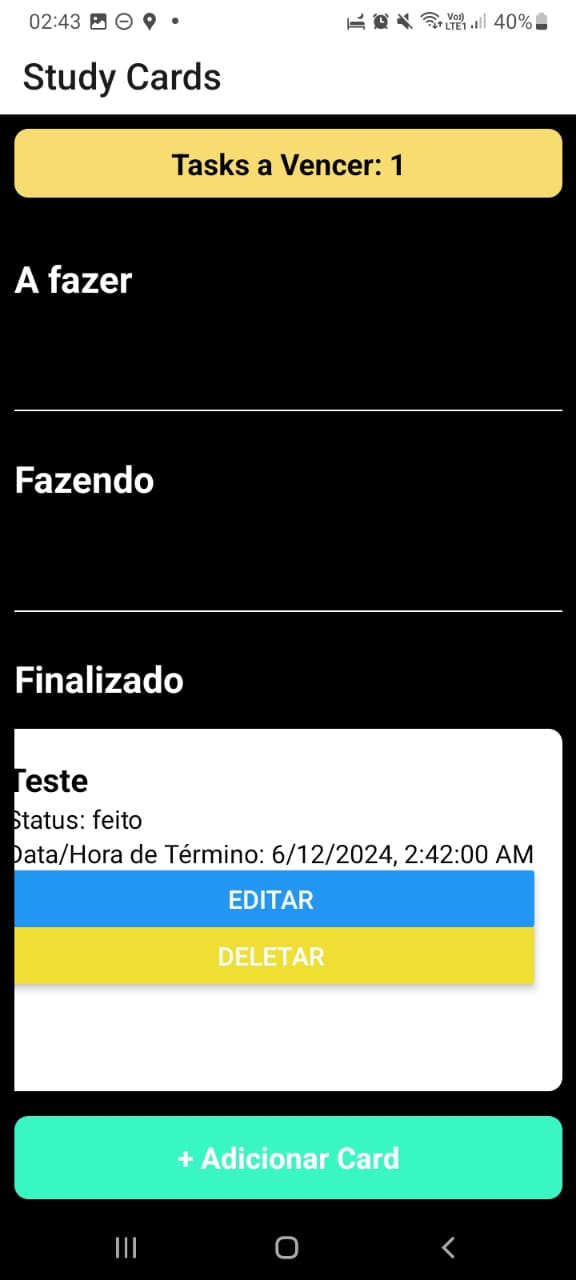 02:43 Vo) LTE1 40%
Study Cards
Tasks a Vencer: 1
A fazer
Fazendo
Finalizado
Teste
Status: feito
Data/Hora de Término: 6/12/2024, 2:42:00 AM
EDITAR
DELETAR
+ Adicionar Card